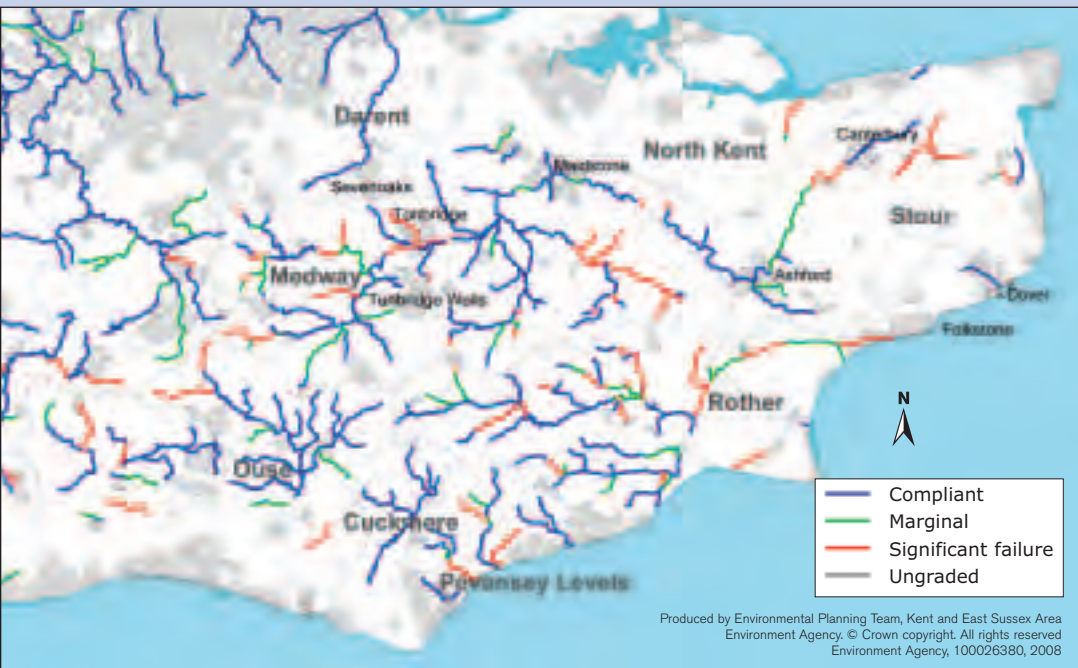 Darent
North Kent
Canterbury
Maidstone
Sevenoaks
Tonbridge
Stour
Medway
Ashford
Tunbridge Wells
Dover
Folkstone
Rother
N
Ouse
Cuckmere
Pevensey Levels
Compliant
Marginal
Significant failure
Ungraded
Produced by Environmental Planning Team, Kent and East Sussex Area
Environment Agency. © Crown copyright. All rights reserved
Environment Agency, 100026380, 2008